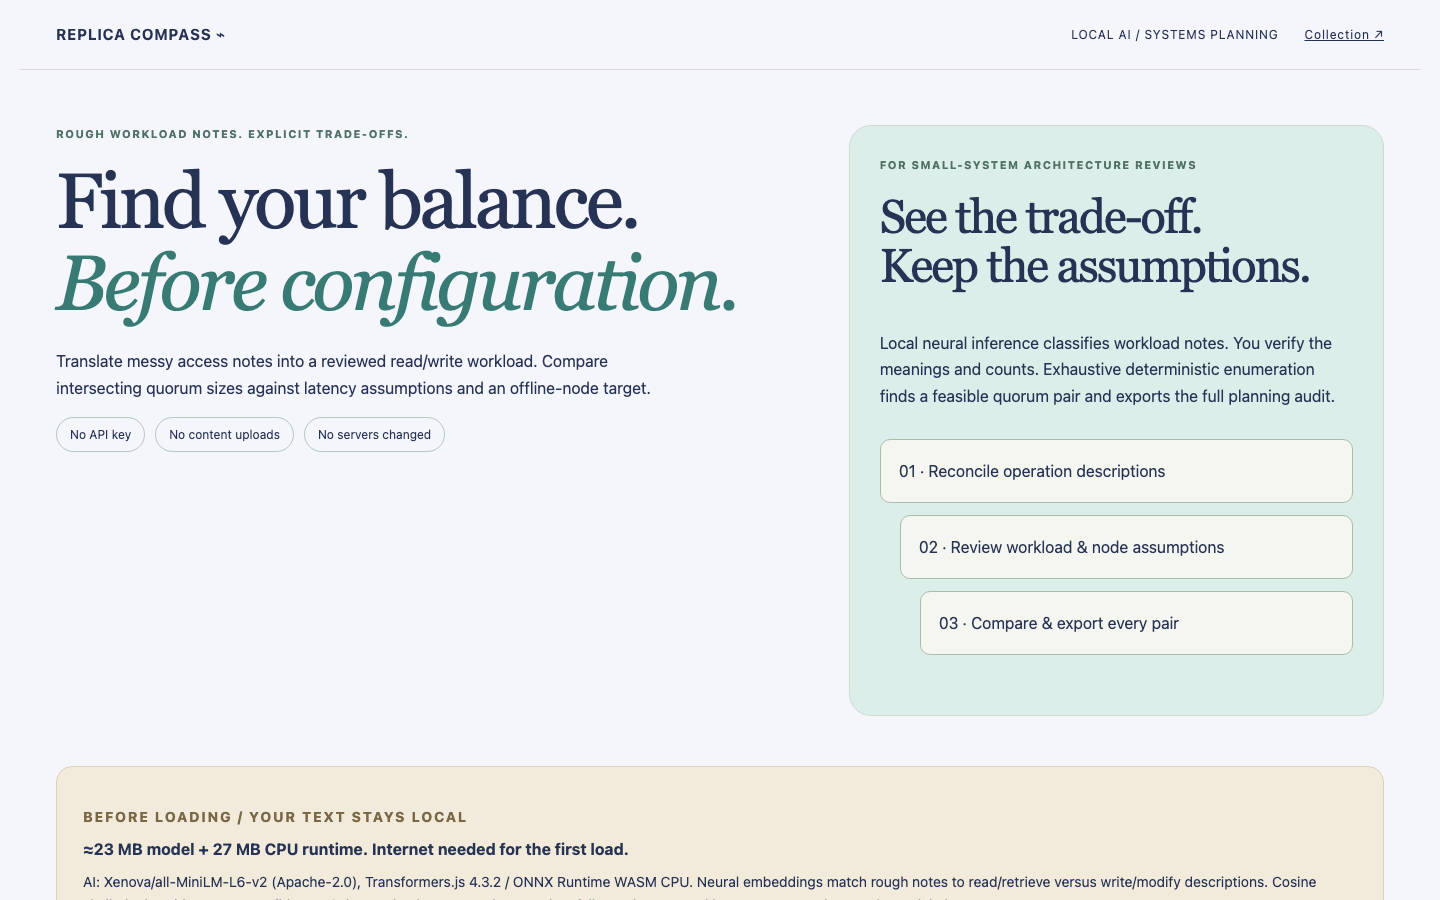 REPLICA COMPASS ⌁
LOCAL AI / SYSTEMS PLANNING
Collection ↗
ROUGH WORKLOAD NOTES. EXPLICIT TRADE-OFFS.
Find your balance.
Before configuration.
Translate messy access notes into a reviewed read/write workload. Compare
intersecting quorum sizes against latency assumptions and an offline-node target.
No API key
No content uploads
No servers changed
FOR SMALL-SYSTEM ARCHITECTURE REVIEWS
See the trade-off.
Keep the assumptions.
Local neural inference classifies workload notes. You verify the
meanings and counts. Exhaustive deterministic enumeration
finds a feasible quorum pair and exports the full planning audit.
01 · Reconcile operation descriptions
02 · Review workload & node assumptions
03 · Compare & export every pair
BEFORE LOADING / YOUR TEXT STAYS LOCAL
≈23 MB model + 27 MB CPU runtime. Internet needed for the first load.
AI: Xenova/all-MiniLM-L6-v2 (Apache-2.0), Transformers.js 4.3.2 / ONNX Runtime WASM CPU. Neural embeddings match rough notes to read/retrieve versus write/modify descriptions. Cosine